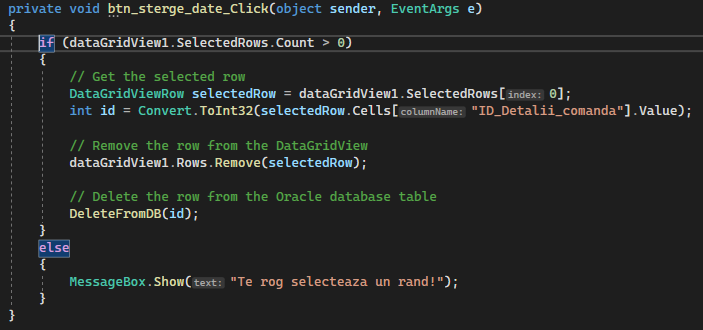 private void btn_sterge_date_Click(object sender, EventArgs e)
{
if (dataGridView1.SelectedRows.Count > 0)
{
// Get the selected row
DataGridViewRow selectedRow = dataGridView1.SelectedRows[index: 0];
int id = Convert.ToInt32(selectedRow.Cells[columnName: "ID_Detalii_comanda"].Value);
// Remove the row from the DataGridView
dataGridView1.Rows.Remove(selectedRow);
// Delete the row from the Oracle database table
DeleteFromDB(id);
}
else
{
MessageBox.Show(text: "Te rog selecteaza un rand!");
}
}